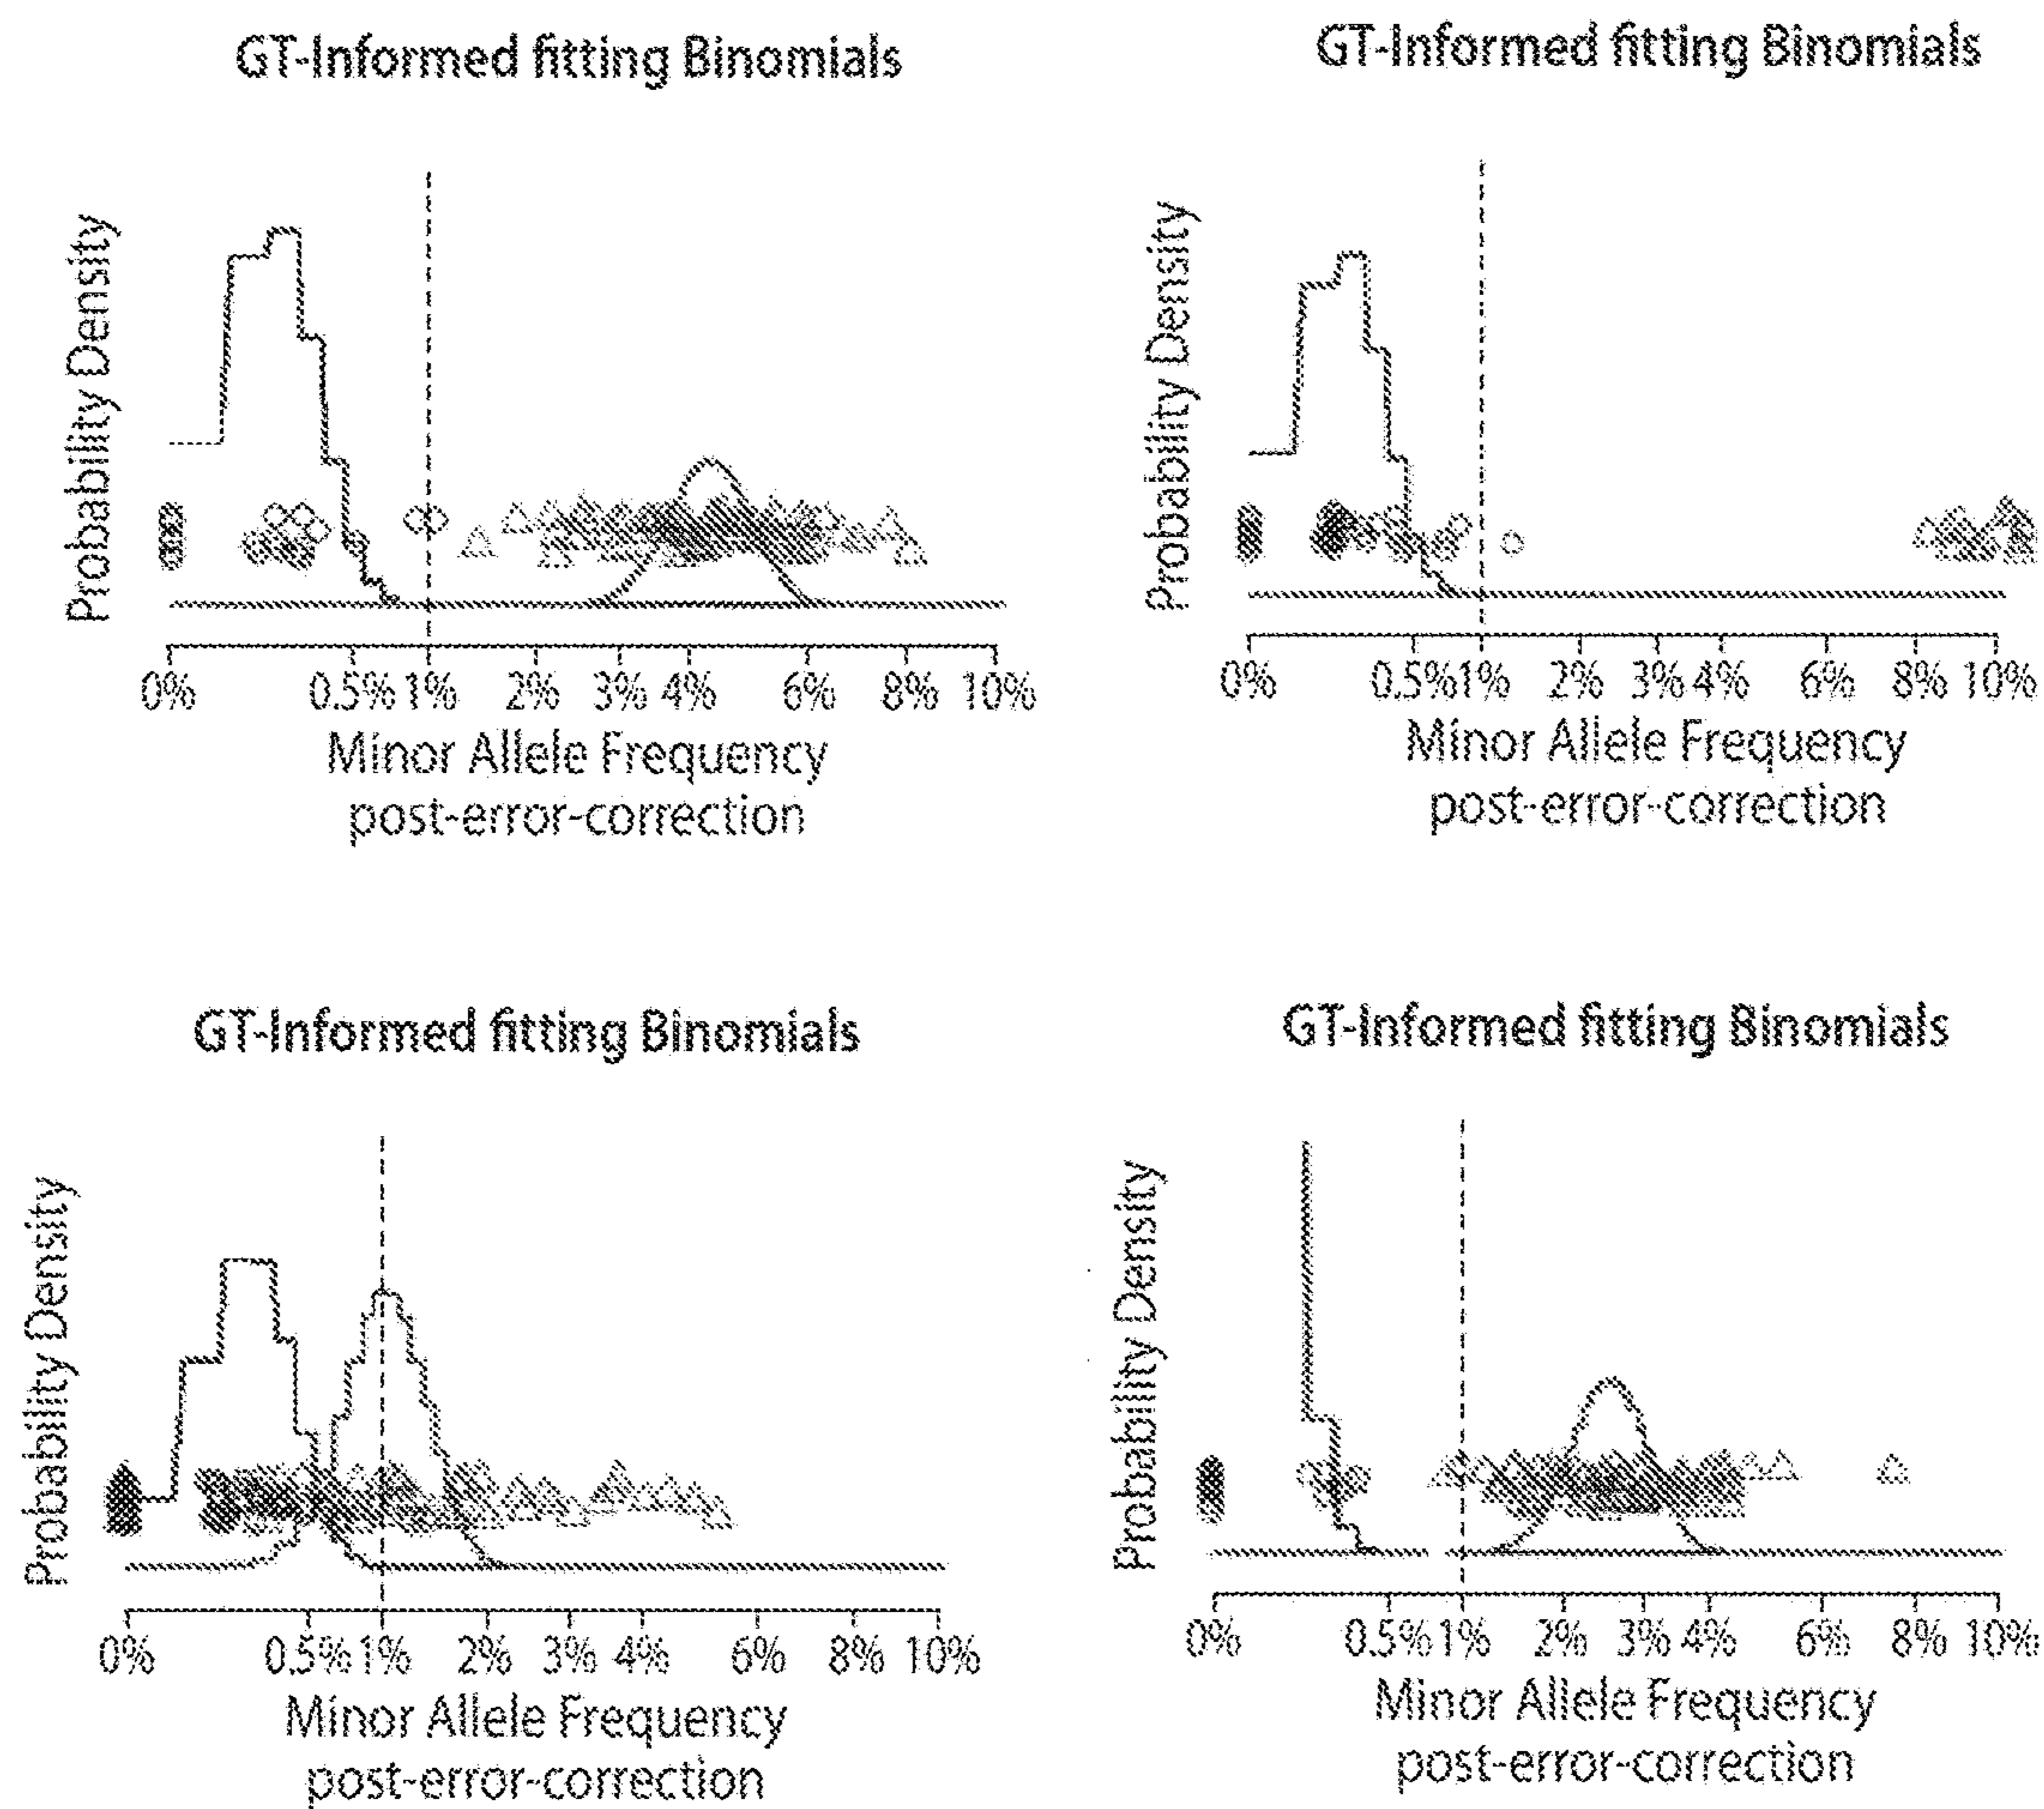 GT-Informed fitting Binomials
Probability Density
0% 0.5% 1% 2% 3% 4% 6% 8% 10%
Minor Allele Frequency
post-error-correction
GT-Informed fitting Binomials
Probability Density
0% 0.5% 1% 2% 3% 4% 6% 8% 10%
Minor Allele Frequency
post-error-correction
GT-Informed fitting Binomials
Probability Density
0% 0.5% 1% 2% 3% 4% 6% 8% 10%
Minor Allele Frequency
post-error-correction
GT-Informed fitting Binomials
Probability Density
0% 0.5% 1% 2% 3% 4% 6% 8% 10%
Minor Allele Frequency
post-error-correction